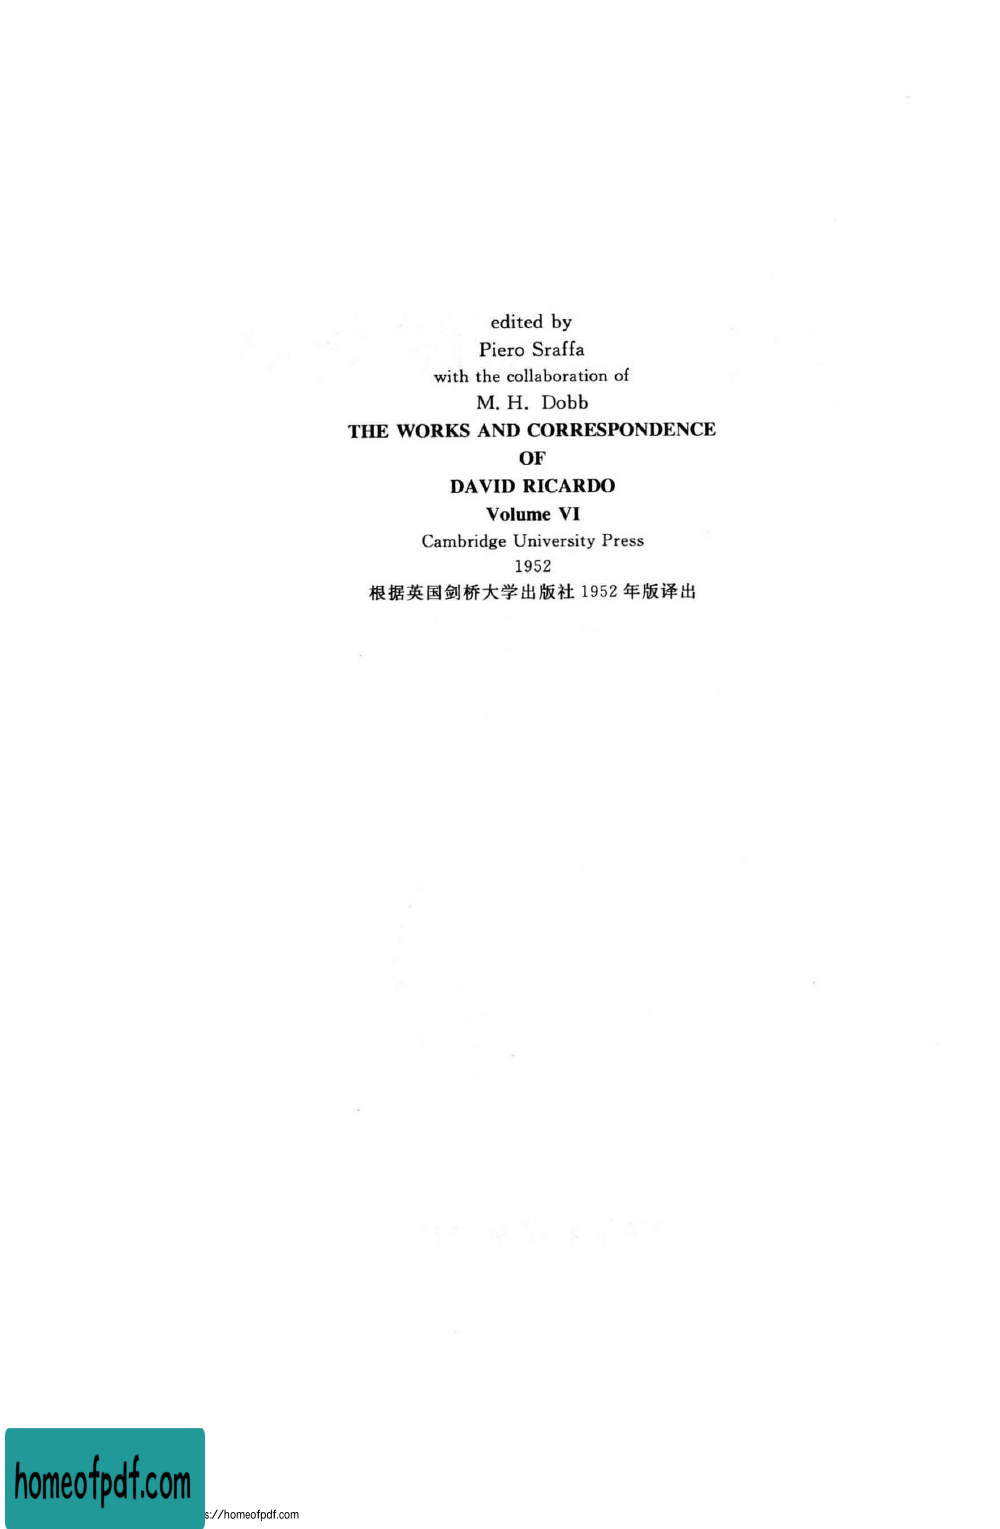 edited by
Piero Sraffa
with the collaboration of
M. H. Dobb
THE WORKS AND CORRESPONDENCE
OF
DAVID RICARDO
Volume VI
Cambridge University Press
1952
根据英国剑桥大学出版社 1952 年版译出
homeofpdf.com
s://homeofpdf.com